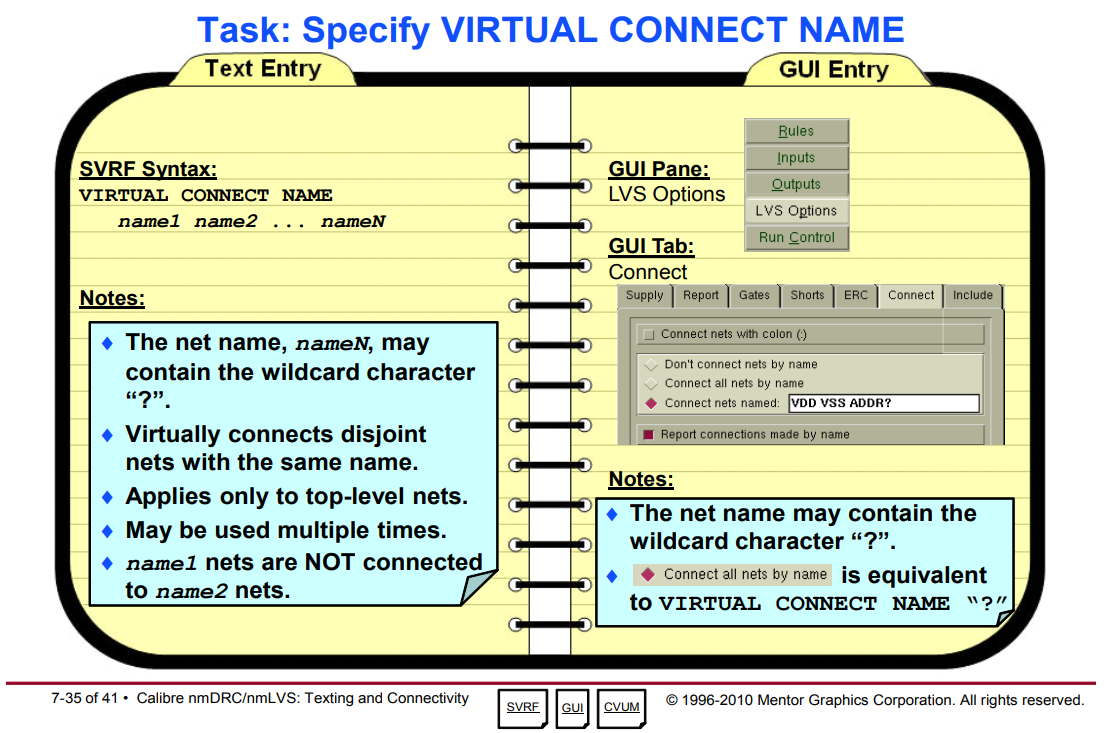 Task: Specify VIRTUAL CONNECT NAME
Text Entry
SVRF Syntax:
VIRTUAL CONNECT NAME
name1 name2 ... nameN
Notes:
♦ The net name, nameN, may
contain the wildcard character
“?”.
♦ Virtually connects disjoint
nets with the same name.
♦ Applies only to top-level nets.
♦ May be used multiple times.
♦ name1 nets are NOT connected
to name2 nets.
GUI Entry
GUI Pane:
LVS Options
Rules
Inputs
Outputs
LVS Options
Run Control
GUI Tab:
Connect
Supply Report Gates Shorts ERC Connect Include
Connect nets with colon (:)
Don't connect nets by name
Connect all nets by name
Connect nets named: VDD VSS ADDR?
Report connections made by name
Notes:
♦ The net name may contain the
wildcard character “?”.
♦ Connect all nets by name is equivalent
to VIRTUAL CONNECT NAME “?”
7-35 of 41 • Calibre nmDRC/nmLVS: Texting and Connectivity
SVRF GUI CVUM
© 1996-2010 Mentor Graphics Corporation. All rights reserved.